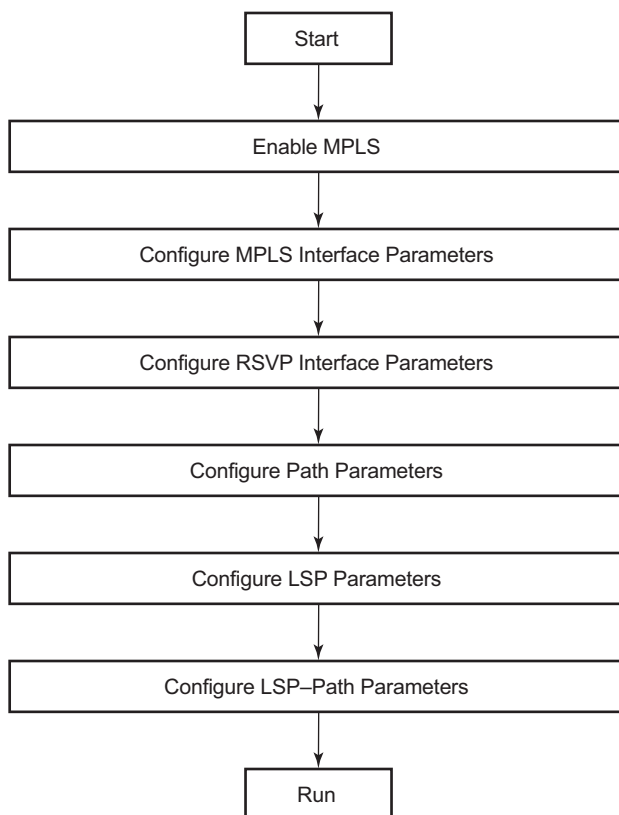 Start
Enable MPLS
Configure MPLS Interface Parameters
Configure RSVP Interface Parameters
Configure Path Parameters
Configure LSP Parameters
Configure LSP–Path Parameters
Run